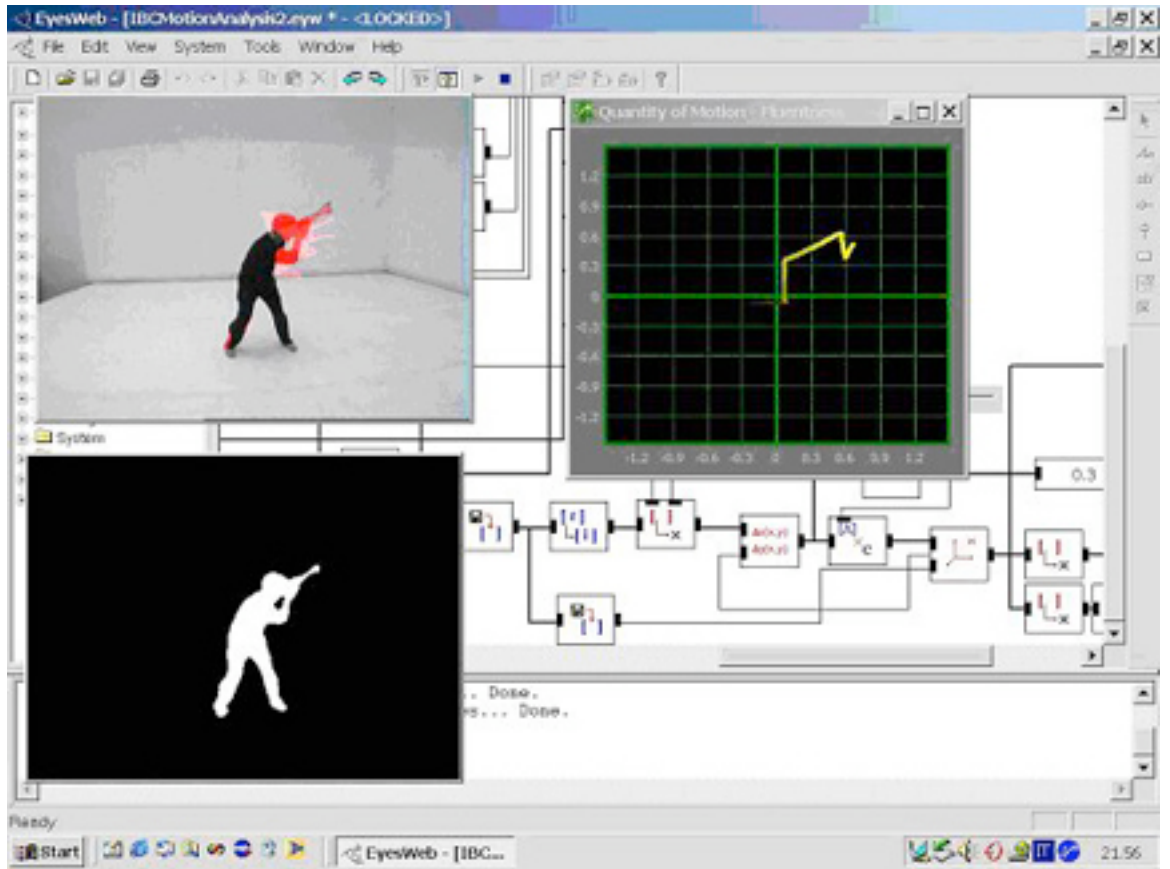 EyesWeb - [IBCMotionAnalysis2.eyw * - <LOCKED>]
File Edit View System Tools Window Help
Quantity of Motion - Fluentness
1.2
0.9
0.6
0.3
0
-0.3
-0.6
-0.9
-1.2
-1.2 -0.9 -0.6 -0.3 0 0.3 0.6 0.9 1.2
System
0.3
.. Done.
es... Done.
Ready
Start EyesWeb - [IBC... IT 21.56